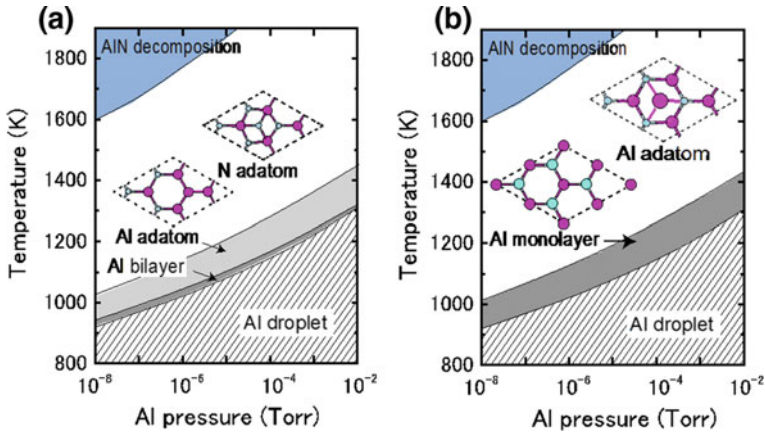 (a)
AlN decomposition
N adatom
Al adatom
Al bilayer
Al droplet
Temperature (K)
1800
1600
1400
1200
1000
800
10⁻⁸
10⁻⁶
10⁻⁴
10⁻²
Al pressure (Torr)
(b)
AlN decomposition
Al adatom
Al monolayer
Al droplet
Temperature (K)
1800
1600
1400
1200
1000
800
10⁻⁸
10⁻⁶
10⁻⁴
10⁻²
Al pressure (Torr)